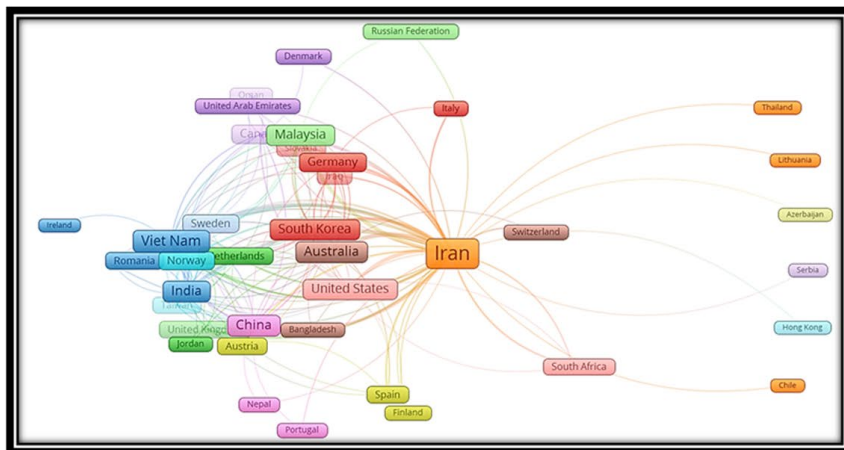 Russian Federation
Denmark
Organ
United Arab Emirates
Italy
Thailand
Malaysia
Germany
Lithuania
Azerbaijan
Ireland
Sweden
South Korea
Viet Nam
Switzerland
Australia
Iran
Romania
Norway
Serbia
India
United States
China
Bangladesh
Hong Kong
Jordan
Austria
South Africa
Chile
Spain
Nepal
Finland
Portugal